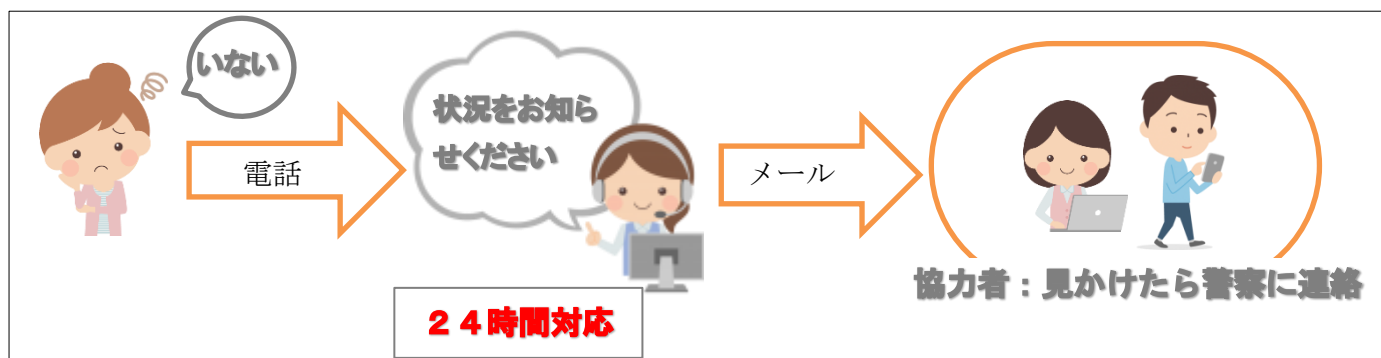 いない
電話
状況をお知ら
せください
２４時間対応
メール
協力者：見かけたら警察に連絡